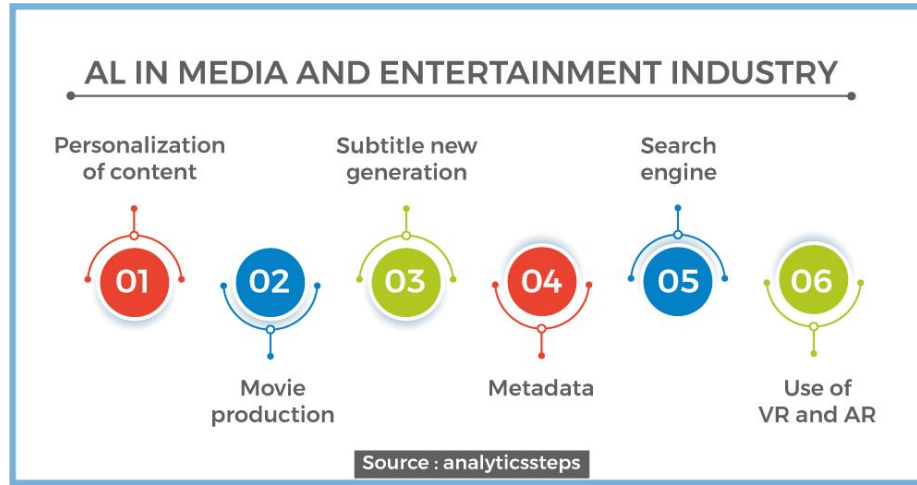 AL IN MEDIA AND ENTERTAINMENT INDUSTRY
Personalization
of content
Subtitle new
generation
Search
engine
01
02
03
04
05
06
Movie
production
Metadata
Use of
VR and AR
Source : analyticssteps